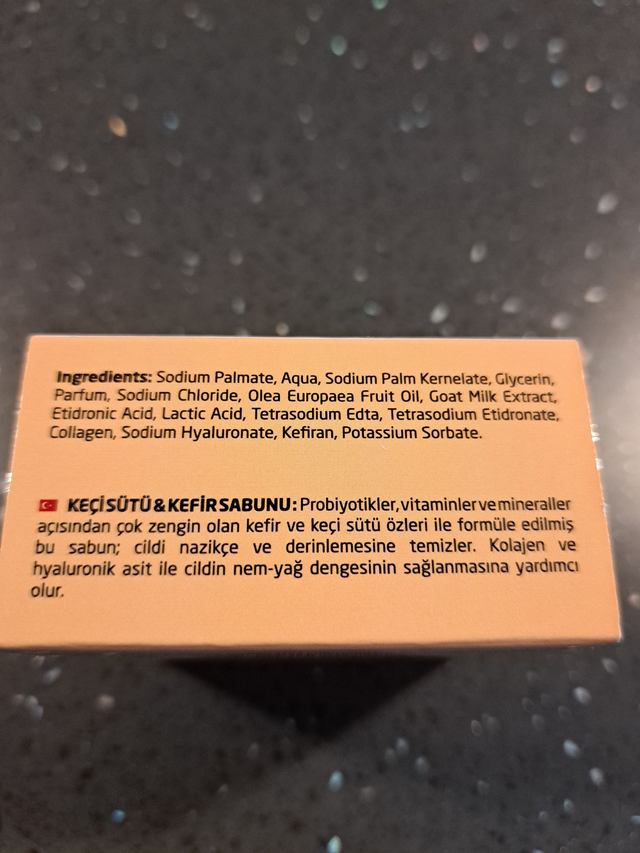 Ingredients: Sodium Palmate, Aqua, Sodium Palm Kernelate, Glycerin,
Parfum, Sodium Chloride, Olea Europaea Fruit Oil, Goat Milk Extract,
Etidronic Acid, Lactic Acid, Tetrasodium Edta, Tetrasodium Etidronate,
Collagen, Sodium Hyaluronate, Kefiran, Potassium Sorbate.
KEÇİ SÜTÜ & KEFİR SABUNU: Probiyotikler, vitaminler ve mineraller
açısından çok zengin olan kefir ve keçi sütü özleri ile formüle edilmiş
bu sabun; cildi nazikçe ve derinlemesine temizler. Kolajen ve
hyaluronik asit ile cildin nem-yağ dengesinin sağlanmasına yardımcı
olur.